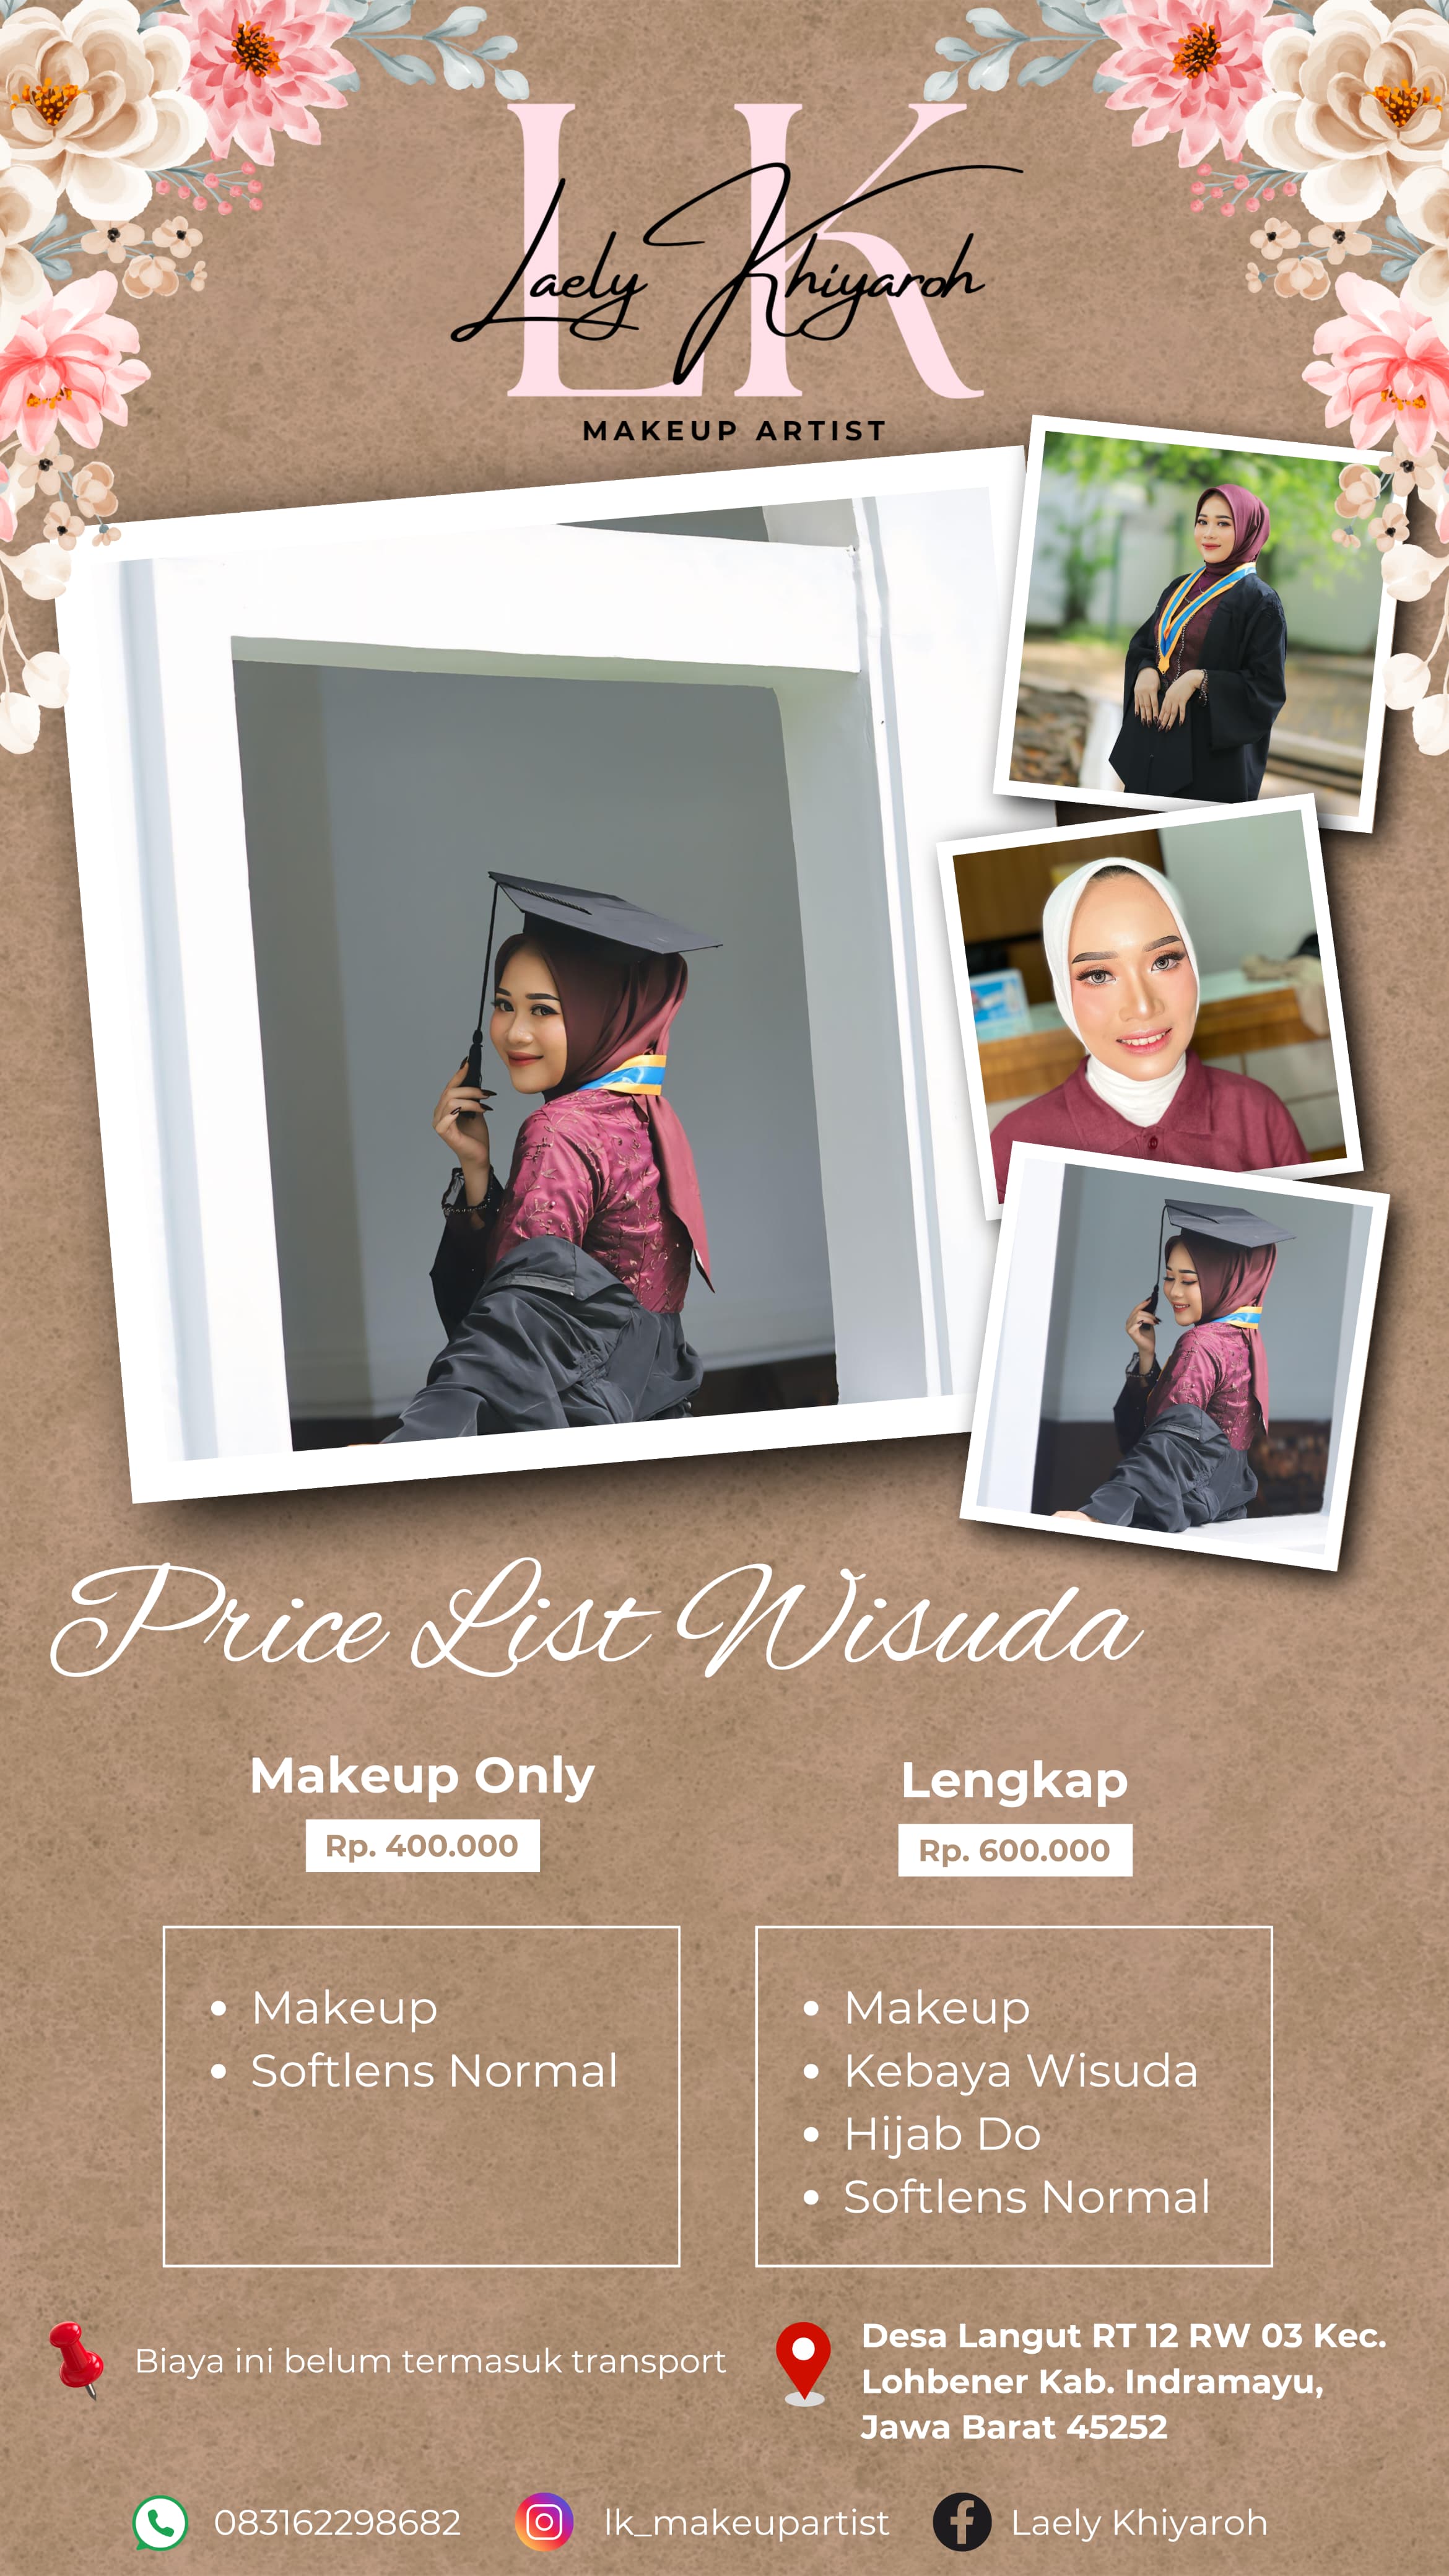 LK
Laely Khiyaroh
MAKEUP ARTIST
Price List Wisuda
Makeup Only
Rp. 400.000
Makeup
Softlens Normal
Lengkap
Rp. 600.000
Makeup
Kebaya Wisuda
Hijab Do
Softlens Normal
Biaya ini belum termasuk transport
Desa Langut RT 12 RW 03 Kec.
Lohbener Kab. Indramayu,
Jawa Barat 45252
083162298682
lk_makeupartist
Laely Khiyaroh